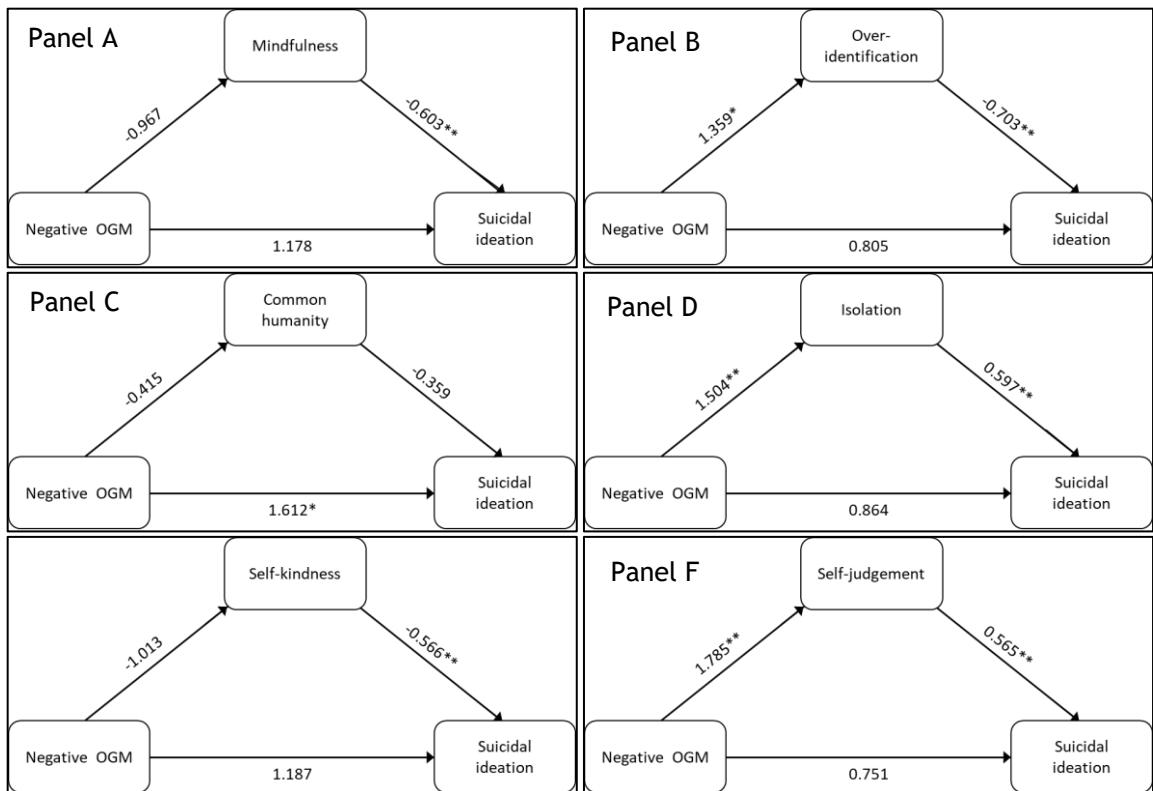 Panel A
Mindfulness
-0.967
-0.603**
Negative OGM
Suicidal
ideation
1.178
Panel B
Over-
identification
1.359*
-0.703**
Negative OGM
Suicidal
ideation
0.805
Panel C
Common
humanity
-0.415
-0.359
Negative OGM
Suicidal
ideation
1.612*
Panel D
Isolation
1.504**
0.597**
Negative OGM
Suicidal
ideation
0.864
Self-kindness
-1.013
-0.566**
Negative OGM
Suicidal
ideation
1.187
Panel F
Self-judgement
1.785**
0.565**
Negative OGM
Suicidal
ideation
0.751